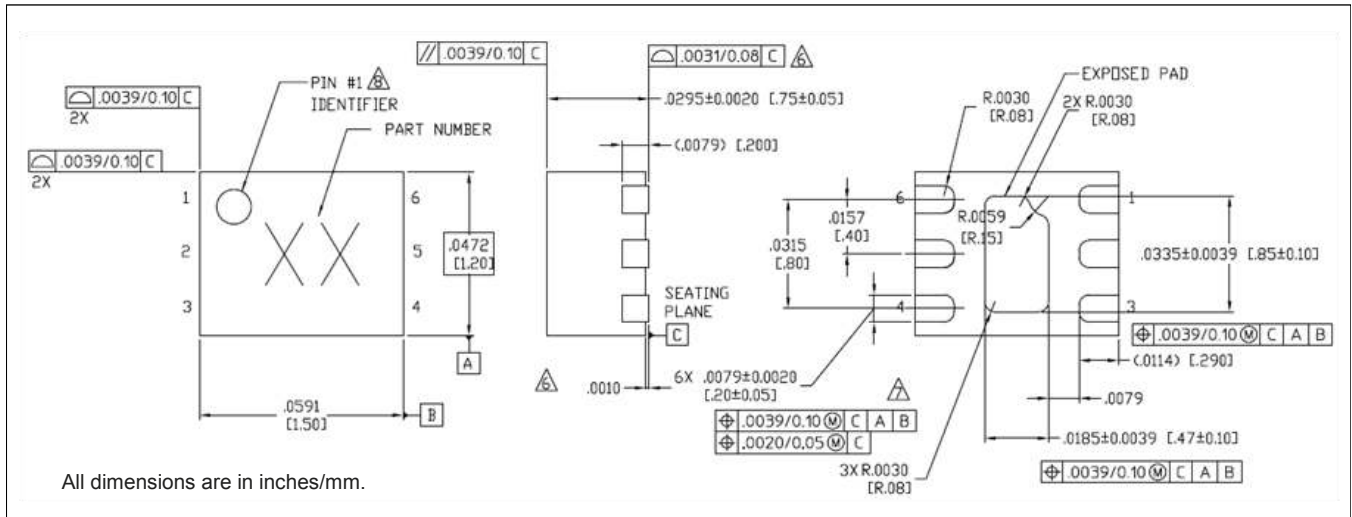 // .0039/0.10 C
⌓ .0031/0.08 C 6
⌓ .0039/0.10 C
2X
PIN #1 8
IDENTIFIER
PART NUMBER
⌓ .0039/0.10 C
2X
1
2
3
6
5
4
XX
.0472
[1.20]
A
.0591
[1.50]
B
.0295±0.0020 [.75±0.05]
(.0079) [.200]
SEATING
PLANE
C
6
.0010
EXPOSED PAD
R.0030
[R.08]
2X R.0030
[R.08]
6
1
R.0059
[R.15]
.0157
[.40]
.0315
[.80]
.0335±0.0039 [.85±0.10]
4
3
⌖ .0039/0.10 Ⓜ C A B
(.0114) [.290]
6X .0079±0.0020
[.20±0.05]
7
⌖ .0039/0.10 Ⓜ C A B
⌖ .0020/0.05 Ⓜ C
.0079
.0185±0.0039 [.47±0.10]
⌖ .0039/0.10 Ⓜ C A B
3X R.0030
[R.08]
All dimensions are in inches/mm.